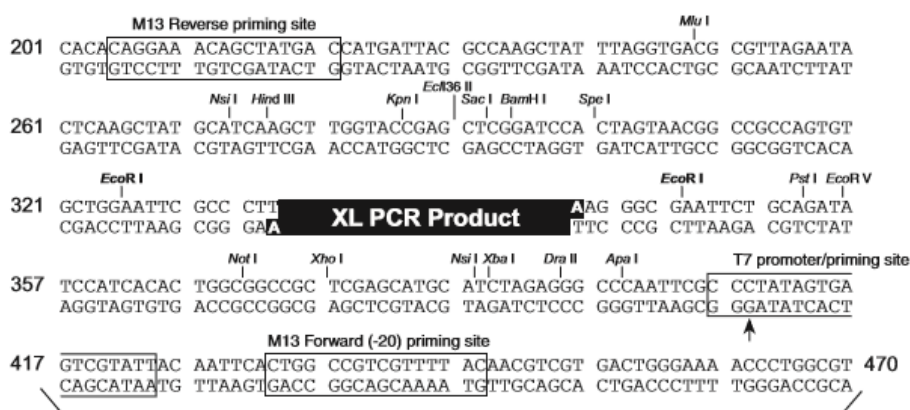 M13 Reverse priming site
Mlu I
201 CACACAGGAA ACAGCTATGA CCATGATTAC GCCAAGCTAT TTAGGTGACG CGTTAGAATA
GTGTGTCCTT TGTCGATACT GGTACTAATG CGGTTCGATA AATCCACTGC GCAATCTTAT
Nsi I Hind III Kpn I Ecl136 II Sac I BamH I Spe I
261 CTCAAGCTAT GCATCAAGCT TGGTACCGAG CTCGGATCCA CTAGTAACGG CCGCCAGTGT
GAGTTCGATA CGTAGTTCGA ACCATGGCTC GAGCCTAGGT GATCATTGCC GGCGGTCACA
EcoR I EcoR I Pst I EcoR V
321 GCTGGAATTC GCC CTT XL PCR Product AAG GGC GAATTCT GCAGATA
CGACCTTAAG CGG GAA TTC CCG CTTAAGA CGTCTAT
Not I Xho I Nsi I Xba I Dra II Apa I T7 promoter/priming site
357 TCCATCACAC TGGCGGCCGC TCGAGCATGC ATCTAGAGGG CCCAATTCGC CCTATAGTGA
AGGTAGTGTG ACCGCCGGCG AGCTCGTACG TAGATCTCCC GGGTTAAGCG GGATATCACT
M13 Forward (-20) priming site
417 GTCGTATTAC AATTCACTGG CCGTCGTTTT ACAACGTCGT GACTGGGAAA ACCCTGGCGT 470
CAGCATAATG TTAAGTGACC GGCAGCAAAA TGTTGCAGCA CTGACCCTTT TGGGACCGCA